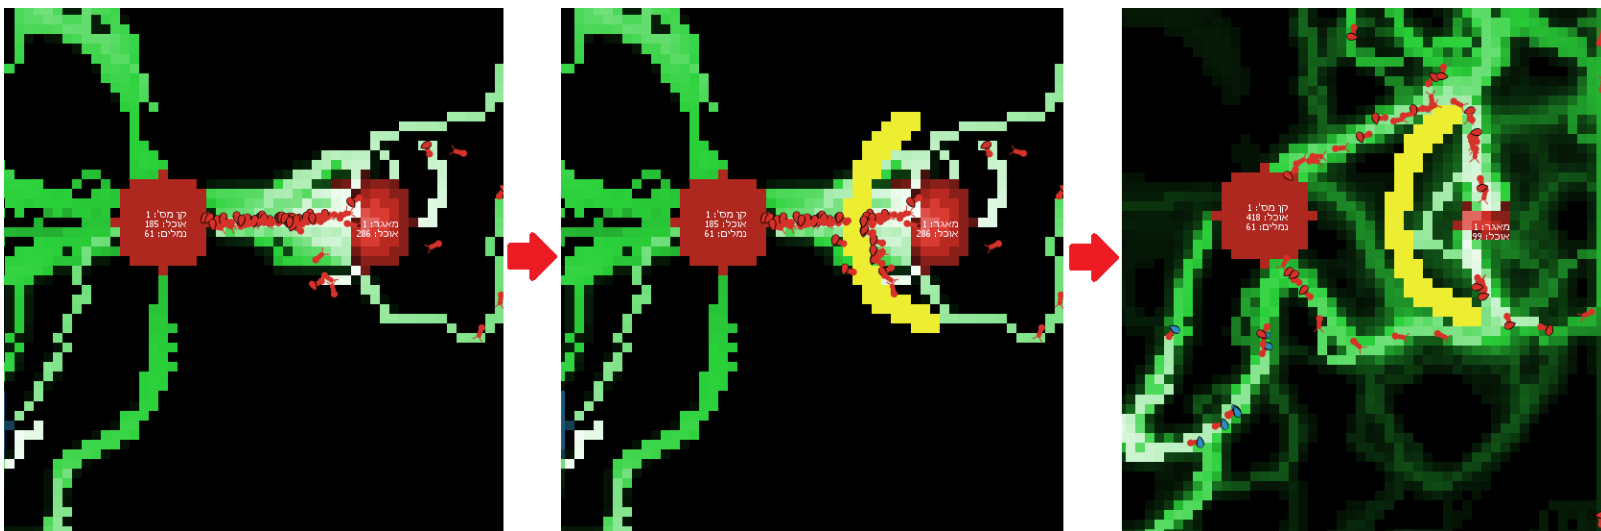 קן מס': 1
אוכל: 185
נמלים: 61
מאגר: 1
אוכל: 286
קן מס': 1
אוכל: 185
נמלים: 61
מאגר: 1
אוכל: 286
קן מס': 1
אוכל: 418
נמלים: 61
מאגר: 1
אוכל: 99